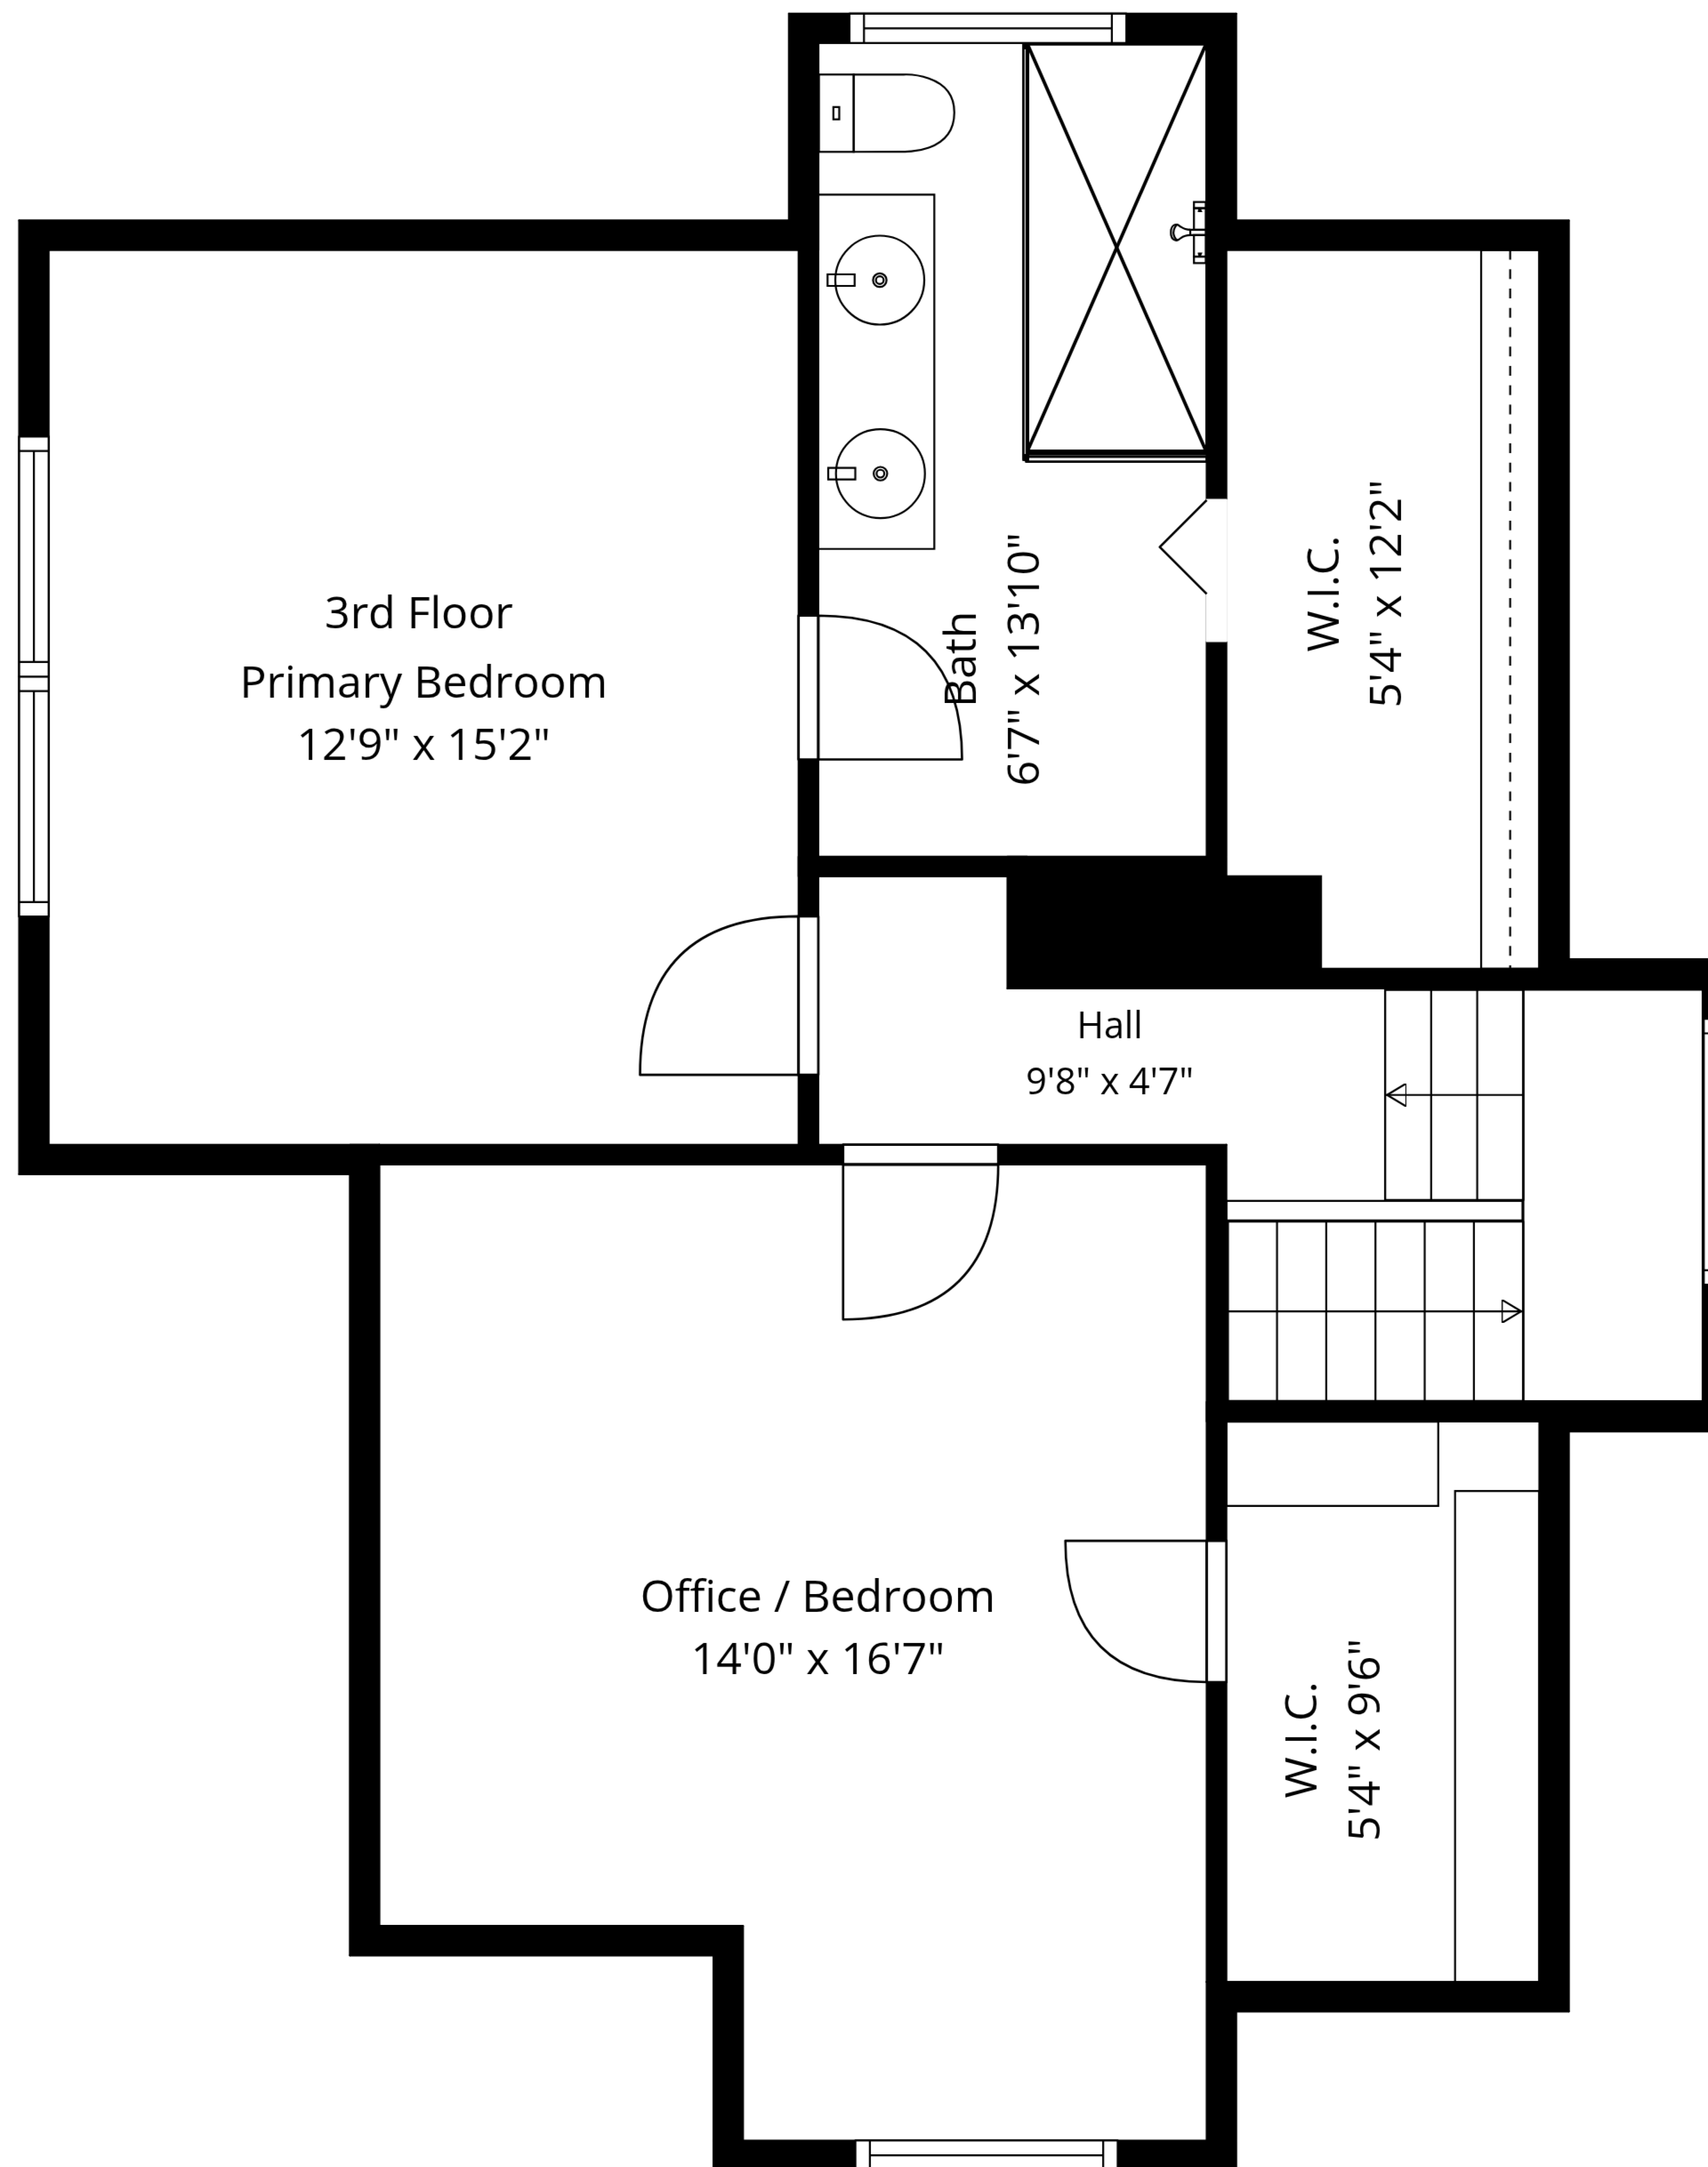 3rd Floor
Primary Bedroom
12'9" x 15'2"
Bath
6'7" x 13'10"
W.I.C.
5'4" x 12'2"
Hall
9'8" x 4'7"
Office / Bedroom
14'0" x 16'7"
W.I.C.
5'4" x 9'6"